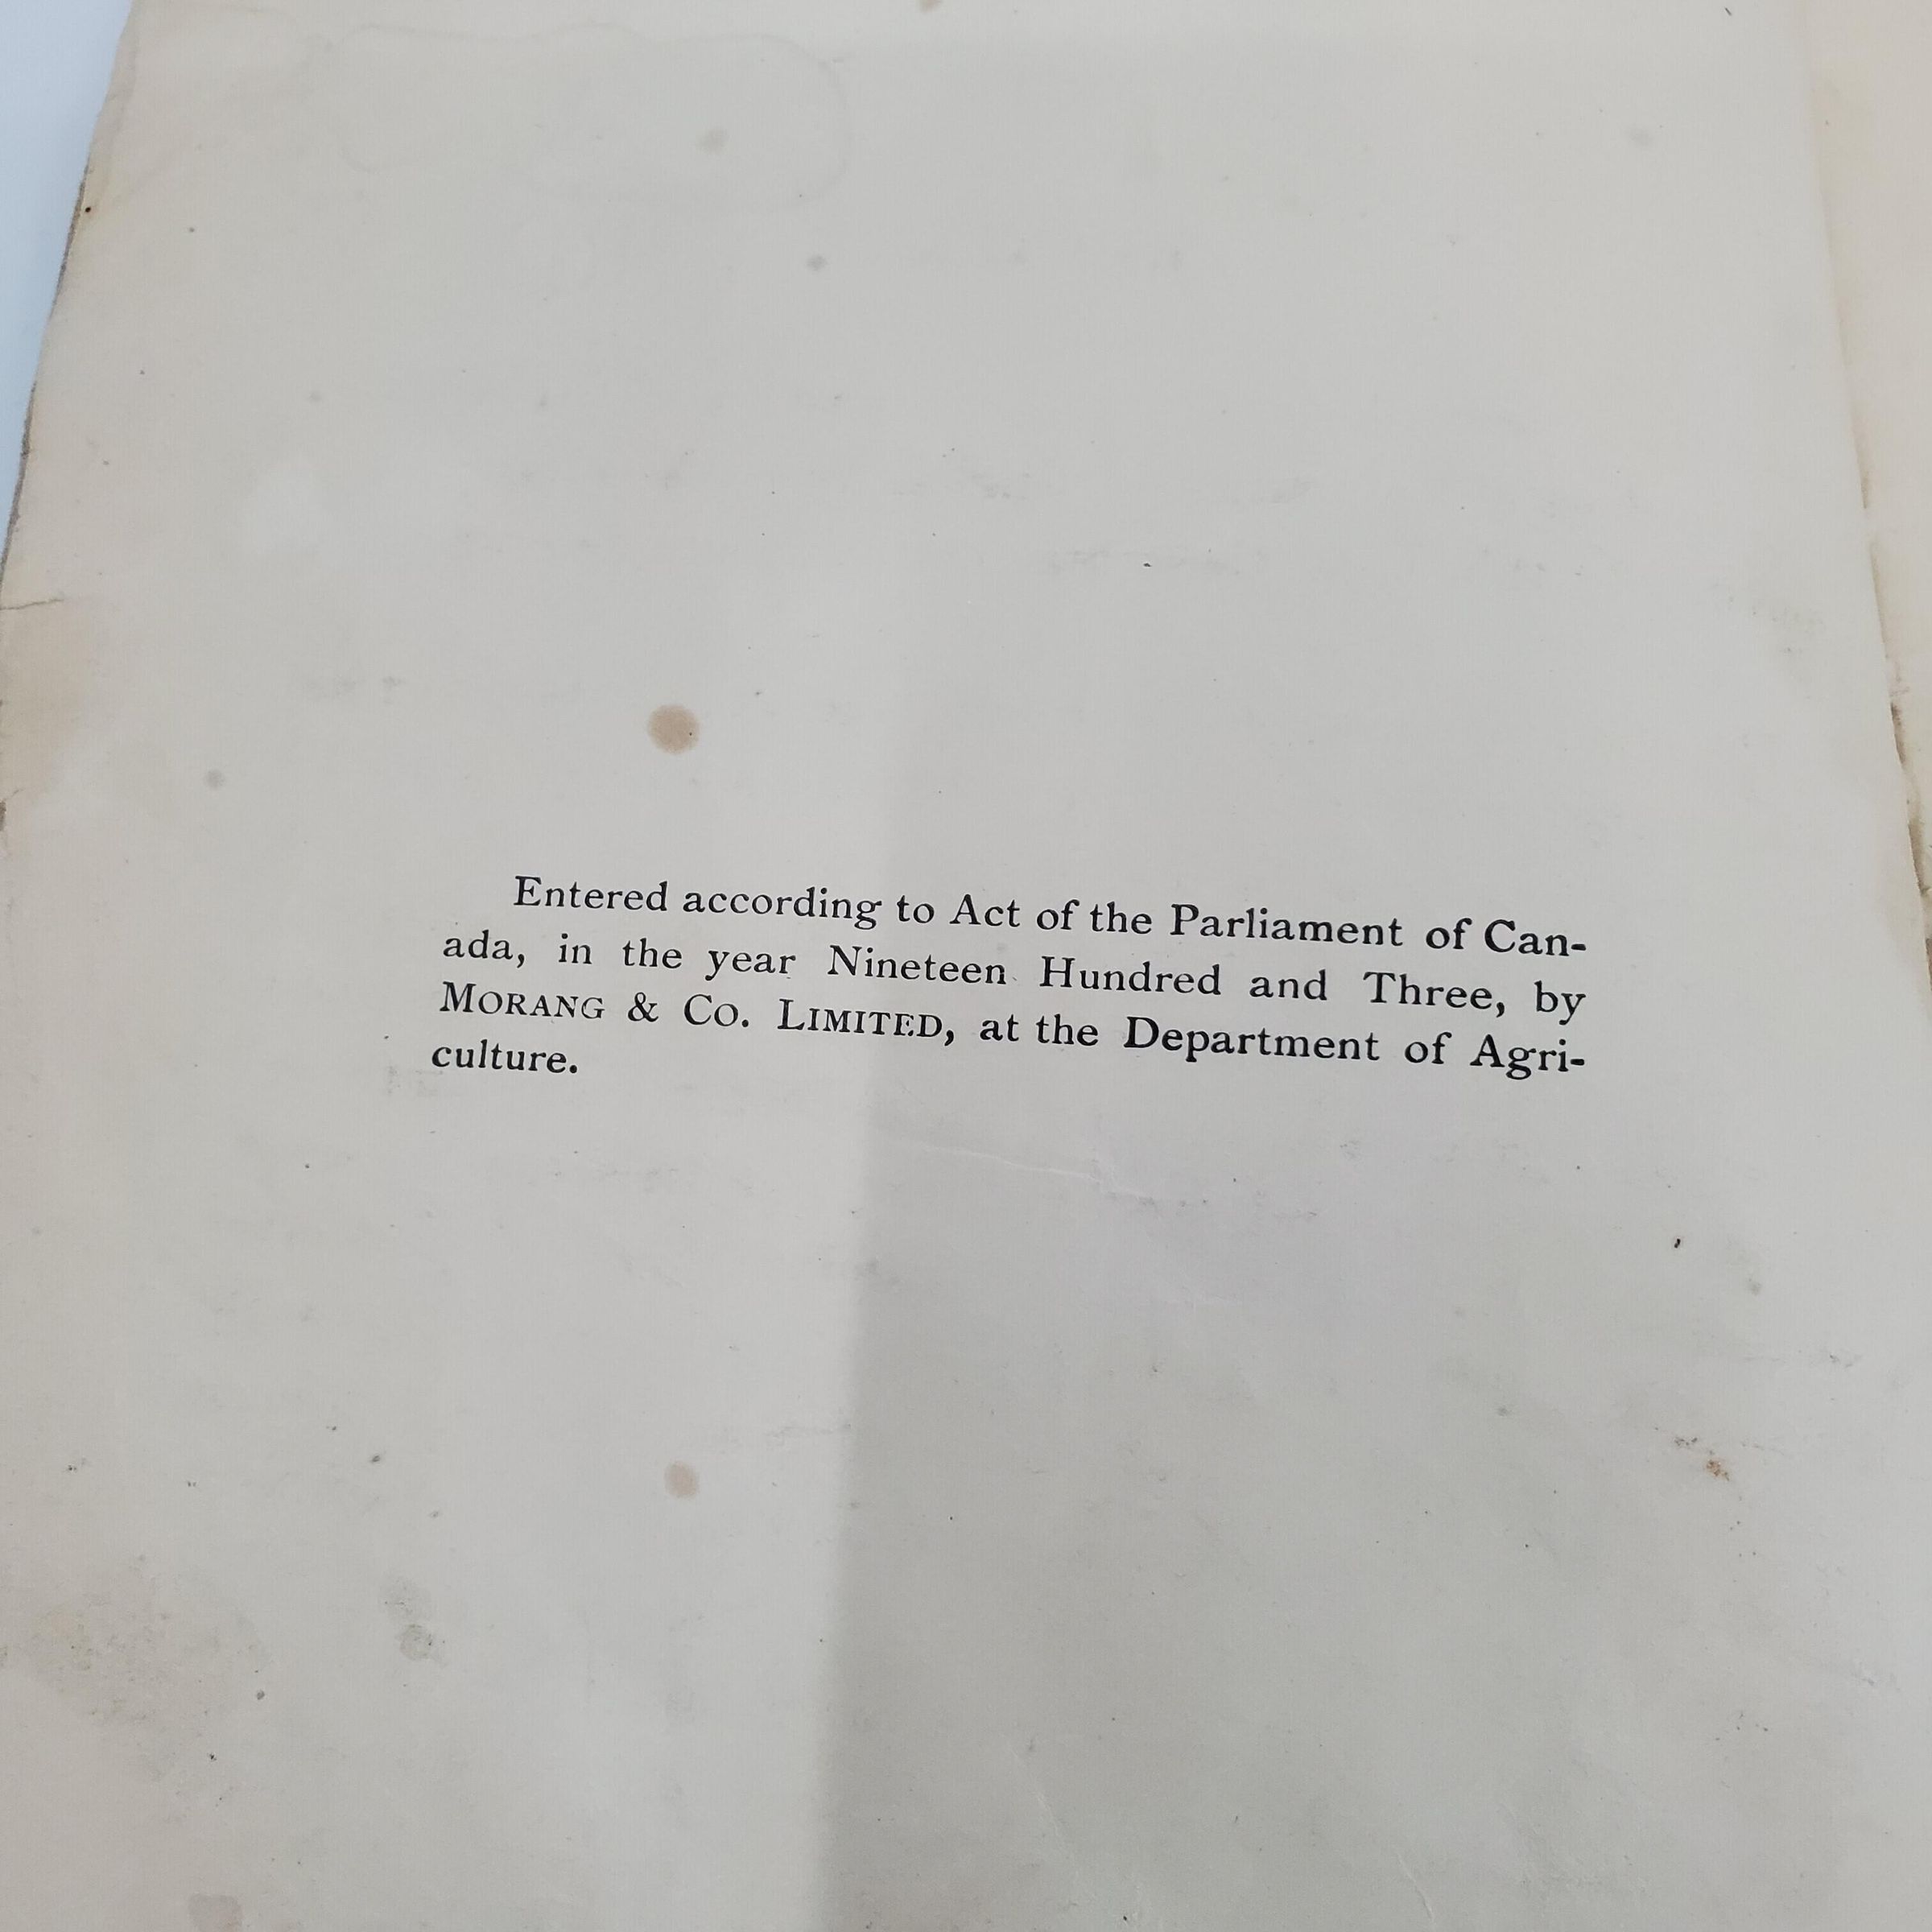 Entered according to Act of the Parliament of Can-
ada, in the year Nineteen Hundred and Three, by
MORANG & CO. LIMITED, at the Department of Agri-
culture.